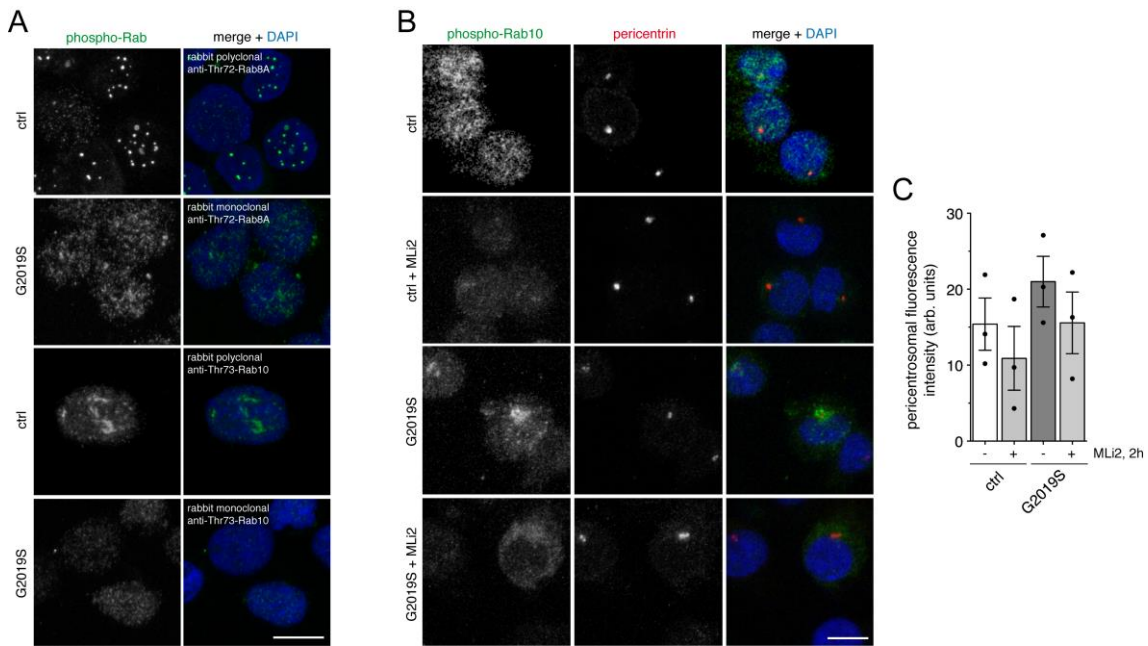 A
phospho-Rab
merge + DAPI
ctrl
rabbit polyclonal
anti-Thr72-Rab8A
G2019S
rabbit monoclonal
anti-Thr72-Rab8A
ctrl
rabbit polyclonal
anti-Thr73-Rab10
G2019S
rabbit monoclonal
anti-Thr73-Rab10
B
phospho-Rab10
pericentrin
merge + DAPI
ctrl
ctrl + MLi2
G2019S
G2019S + MLi2
C
pericentrosomal fluorescence
intensity (arb. units)
30
20
10
0
- + - + MLi2, 2h
ctrl
G2019S